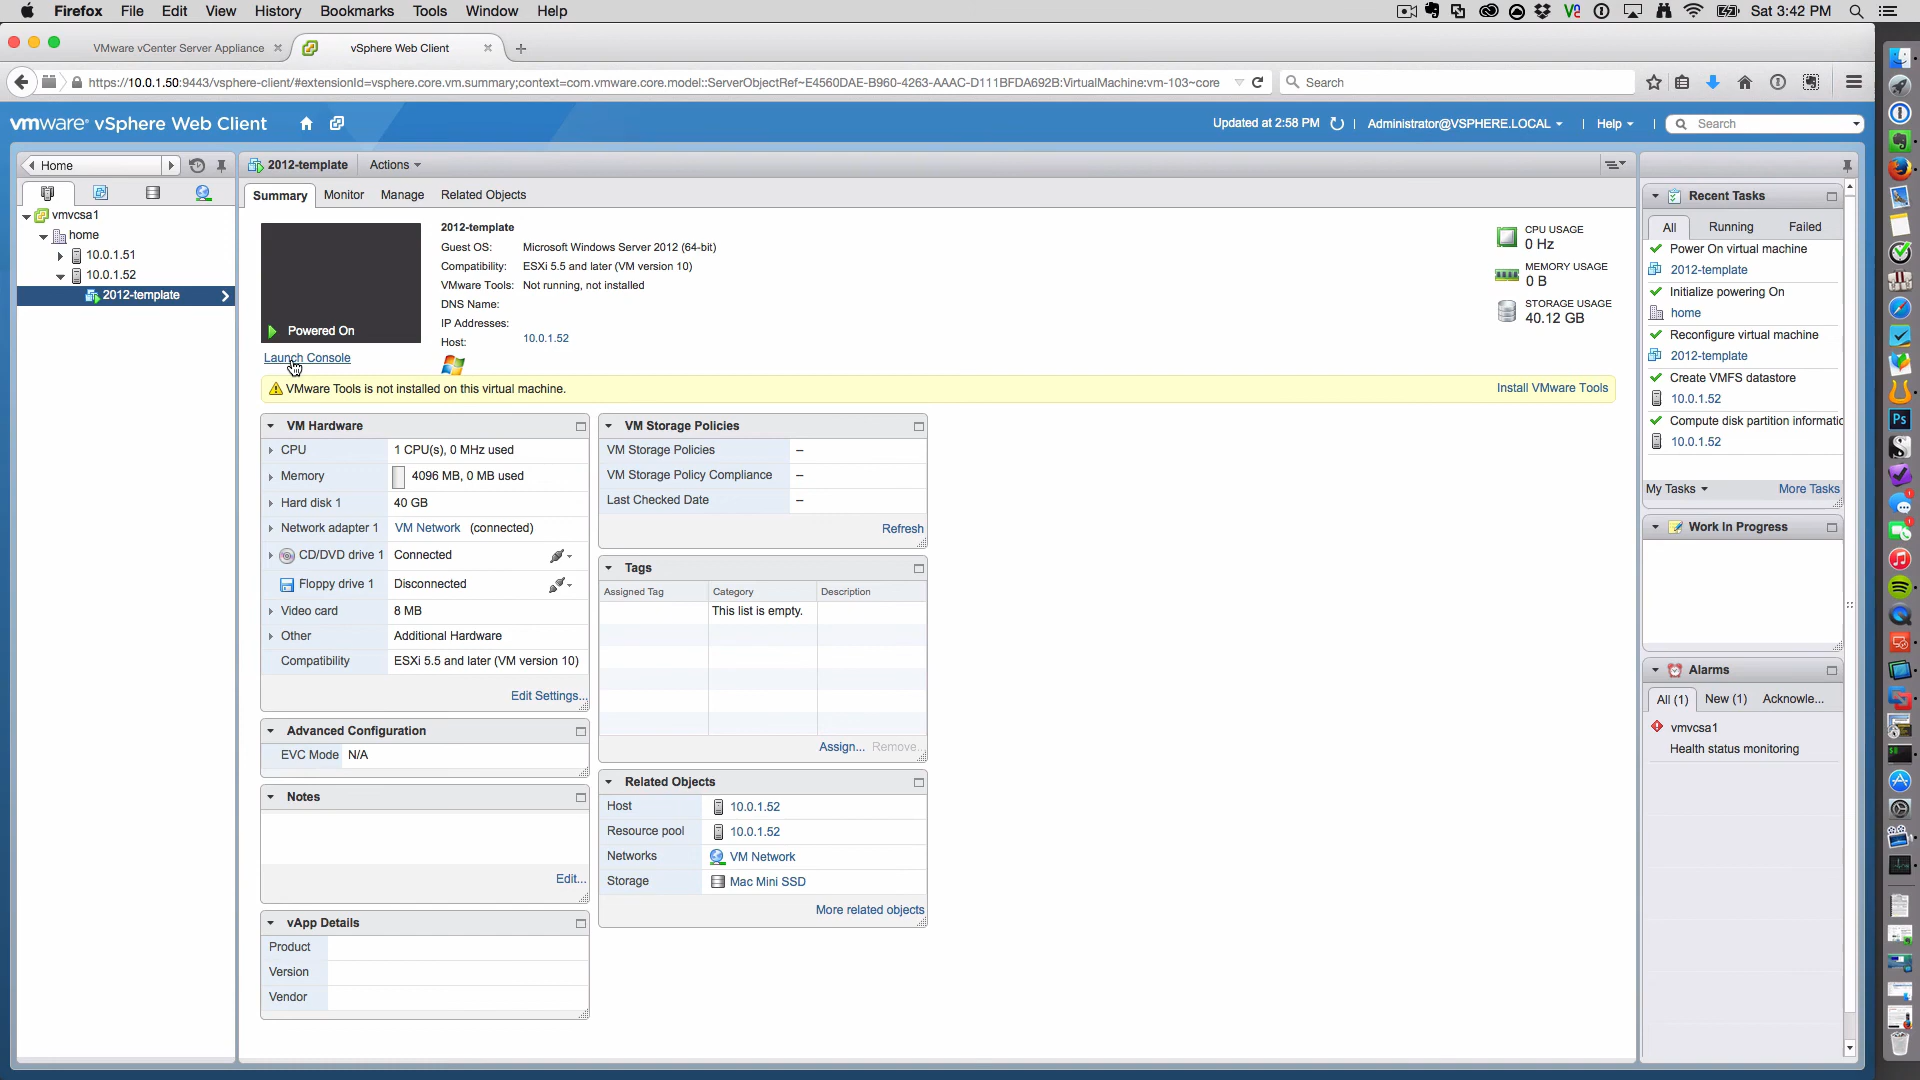 Firefox File Edit View History Bookmarks Tools Window Help Sat 3:42 PM
VMware vCenter Server Appliance vSphere Web Client
https://10.0.1.50:9443/vsphere-client/#extensionId=vsphere.core.vm.summary;context=com.vmware.core.model::ServerObjectRef~E4560DAE-B960-4263-AAAC-D111BFDA692B:VirtualMachine:vm-103~core Search
vmware® vSphere Web Client Updated at 2:58 PM Administrator@VSPHERE.LOCAL Help Search
Home
vmvcsa1
home
10.0.1.51
10.0.1.52
2012-template
2012-template Actions
Summary Monitor Manage Related Objects
Powered On
Launch Console
2012-template
Guest OS: Microsoft Windows Server 2012 (64-bit)
Compatibility: ESXi 5.5 and later (VM version 10)
VMware Tools: Not running, not installed
DNS Name:
IP Addresses:
Host: 10.0.1.52
CPU USAGE
0 Hz
MEMORY USAGE
0 B
STORAGE USAGE
40.12 GB
VMware Tools is not installed on this virtual machine. Install VMware Tools
VM Hardware
CPU 1 CPU(s), 0 MHz used
Memory 4096 MB, 0 MB used
Hard disk 1 40 GB
Network adapter 1 VM Network (connected)
CD/DVD drive 1 Connected
Floppy drive 1 Disconnected
Video card 8 MB
Other Additional Hardware
Compatibility ESXi 5.5 and later (VM version 10)
Edit Settings...
Advanced Configuration
EVC Mode N/A
Notes
Edit...
vApp Details
Product
Version
Vendor
VM Storage Policies
VM Storage Policies --
VM Storage Policy Compliance --
Last Checked Date --
Refresh
Tags
Assigned Tag Category Description
This list is empty.
Assign... Remove...
Related Objects
Host 10.0.1.52
Resource pool 10.0.1.52
Networks VM Network
Storage Mac Mini SSD
More related objects
Recent Tasks
All Running Failed
Power On virtual machine
2012-template
Initialize powering On
home
Reconfigure virtual machine
2012-template
Create VMFS datastore
10.0.1.52
Compute disk partition informatic
10.0.1.52
My Tasks More Tasks
Work In Progress
Alarms
All (1) New (1) Acknowle...
vmvcsa1
Health status monitoring